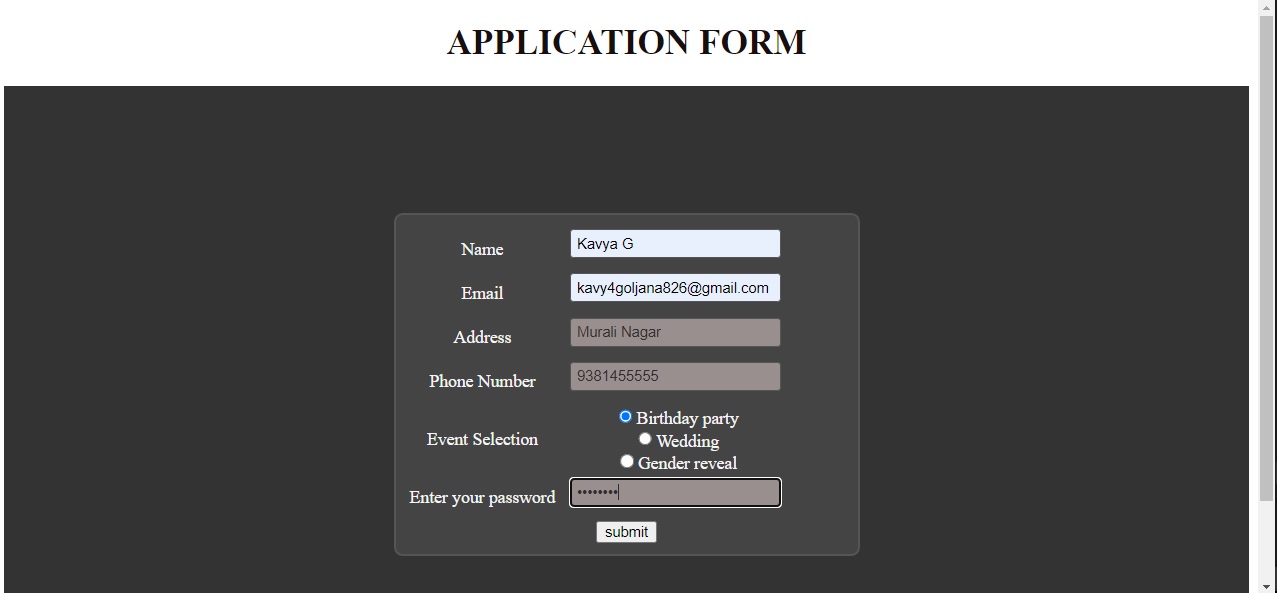 APPLICATION FORM
Name Kavya G
Email kavy4goljana826@gmail.com
Address Murali Nagar
Phone Number 9381455555
Birthday party
Event Selection
Wedding
Gender reveal
Enter your password ••••••••
submit